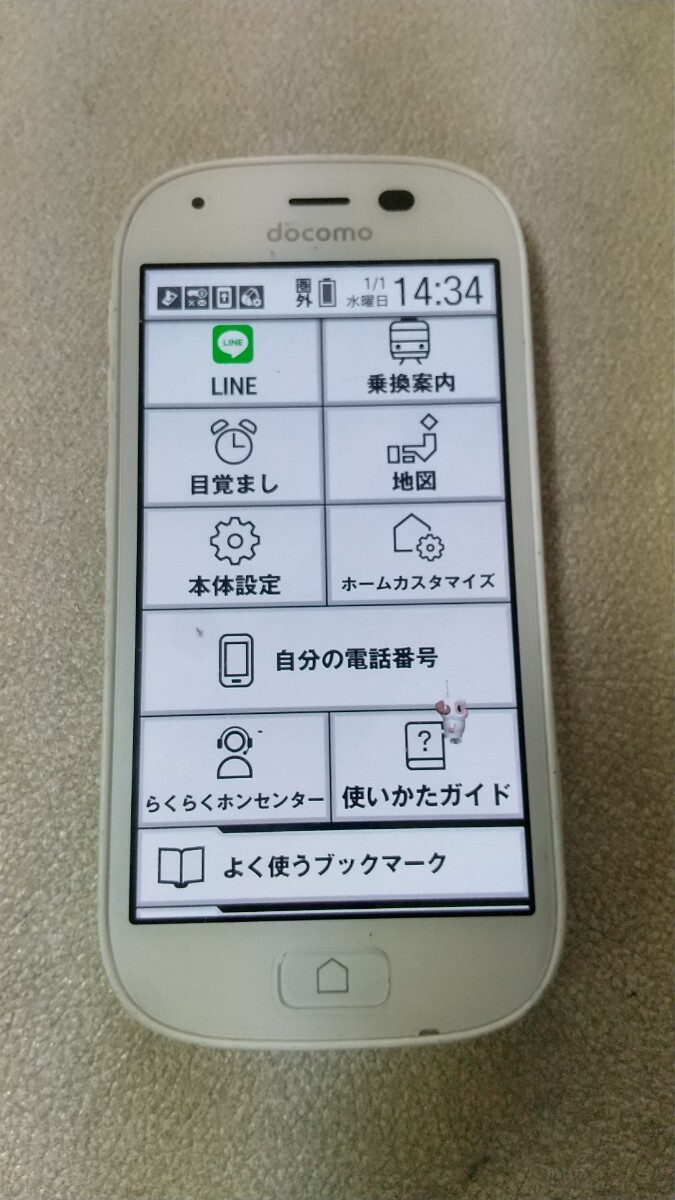 docomo
圏外
1/1
水曜日
14:34
LINE
LINE
乗換案内
目覚まし
地図
本体設定
ホームカスタマイズ
自分の電話番号
?
らくらくホンセンター
使いかたガイド
よく使うブックマーク